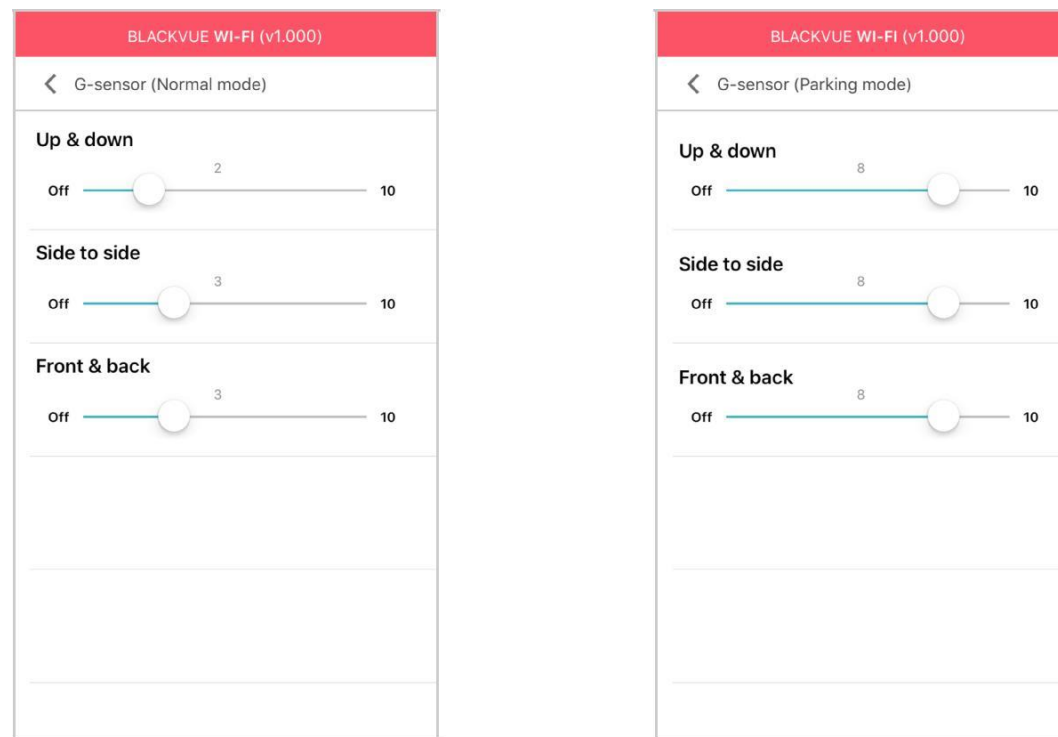 BLACKVUE WI-FI (v1.000)
G-sensor (Normal mode)
Up & down
2
Off 10
Side to side
3
Off 10
Front & back
3
Off 10
BLACKVUE WI-FI (v1.000)
G-sensor (Parking mode)
Up & down
8
Off 10
Side to side
8
Off 10
Front & back
8
Off 10